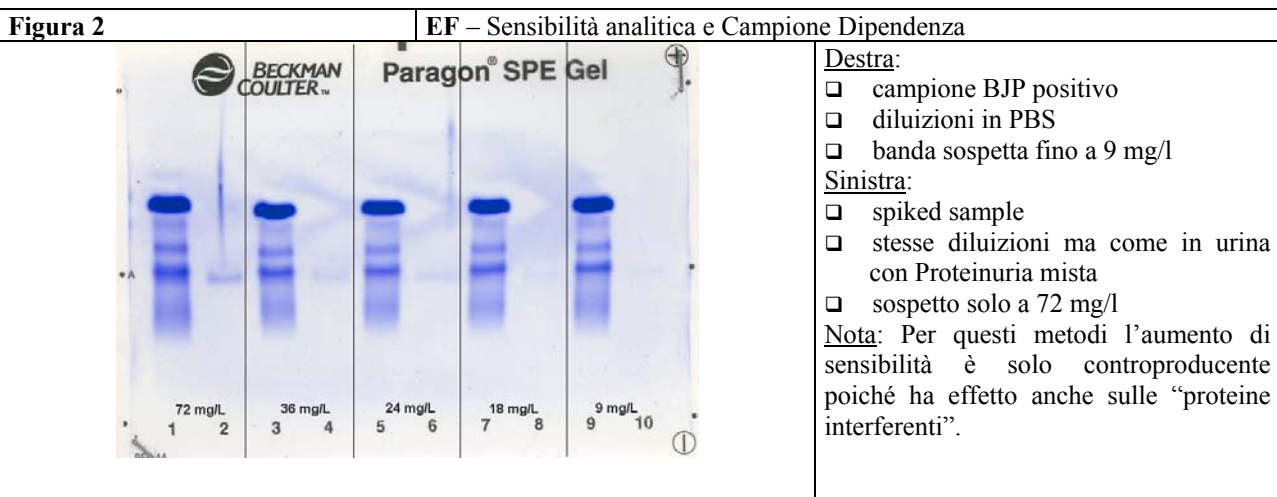 Figura 2
EF – Sensibilità analitica e Campione Dipendenza
BECKMAN
COULTER™
Paragon® SPE Gel
A
72 mg/L 36 mg/L 24 mg/L 18 mg/L 9 mg/L
1 2 3 4 5 6 7 8 9 10
Destra:
❑ campione BJP positivo
❑ diluizioni in PBS
❑ banda sospetta fino a 9 mg/l
Sinistra:
❑ spiked sample
❑ stesse diluizioni ma come in urina
con Proteinuria mista
❑ sospetto solo a 72 mg/l
Nota: Per questi metodi l’aumento di
sensibilità è solo controproducente
poiché ha effetto anche sulle “proteine
interferenti”.